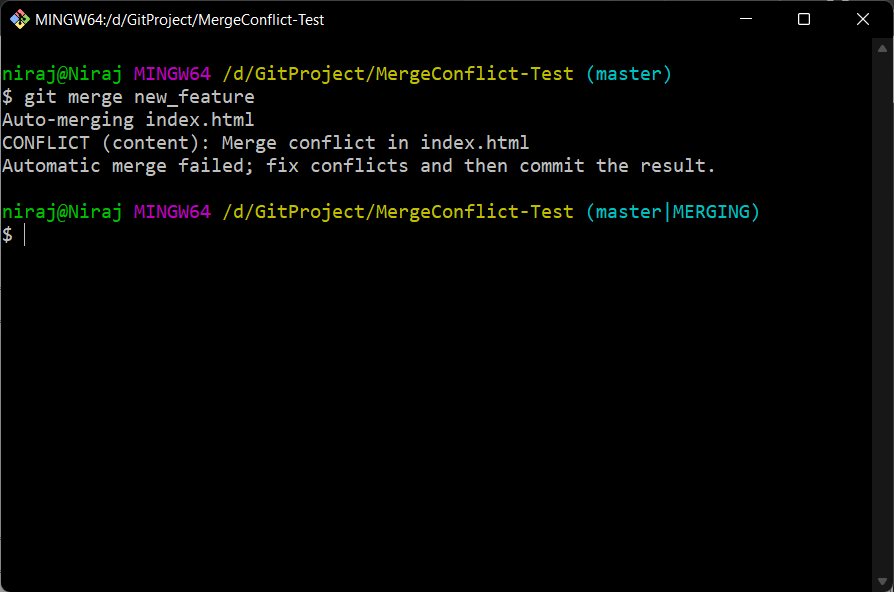 MINGW64:/d/GitProject/MergeConflict-Test
niraj@Niraj MINGW64 /d/GitProject/MergeConflict-Test (master)
$ git merge new_feature
Auto-merging index.html
CONFLICT (content): Merge conflict in index.html
Automatic merge failed; fix conflicts and then commit the result.
niraj@Niraj MINGW64 /d/GitProject/MergeConflict-Test (master|MERGING)
$